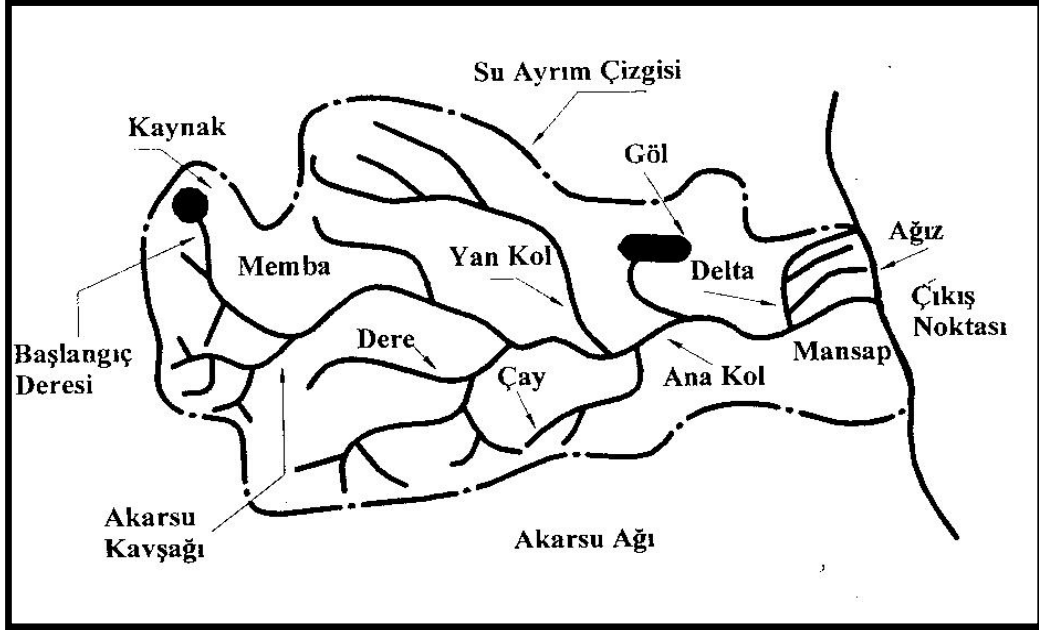 Su Ayrım Çizgisi
Kaynak
Göl
Ağız
Memba
Yan Kol
Delta
Çıkış
Noktası
Başlangıç
Deresi
Dere
Mansap
Çay
Ana Kol
Akarsu
Kavşağı
Akarsu Ağı